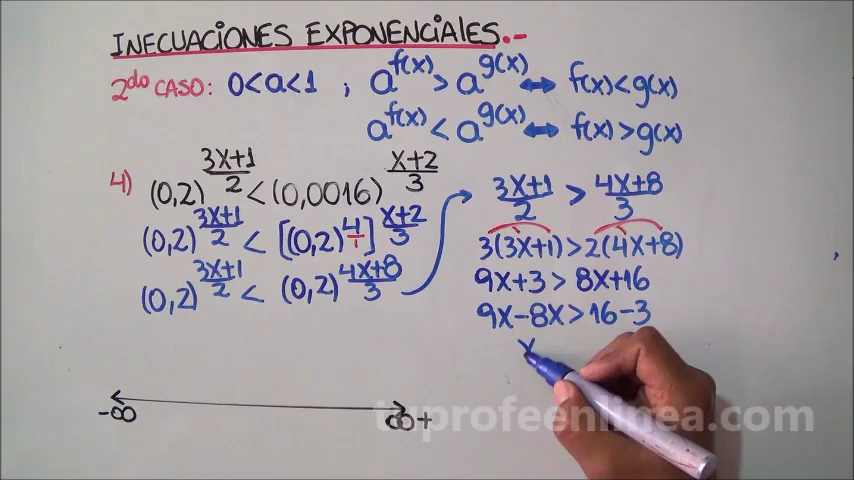 INECUACIONES EXPONENCIALES.-
2do CASO: 0<a<1 ; a^f(x) > a^g(x) ⟺ f(x)<g(x)
a^f(x) < a^g(x) ⟺ f(x)>g(x)
4) (0,2)^(3x+1)/2 < (0,0016)^(x+2)/3
(0,2)^(3x+1)/2 < [(0,2)^4/1]^(x+2)/3
(0,2)^(3x+1)/2 < (0,2)^(4x+8)/3
(3x+1)/2 > (4x+8)/3
3(3x+1)>2(4x+8)
9x+3>8x+16
9x-8x>16-3
x
-∞ ∞+
tuprofeenlinea.com